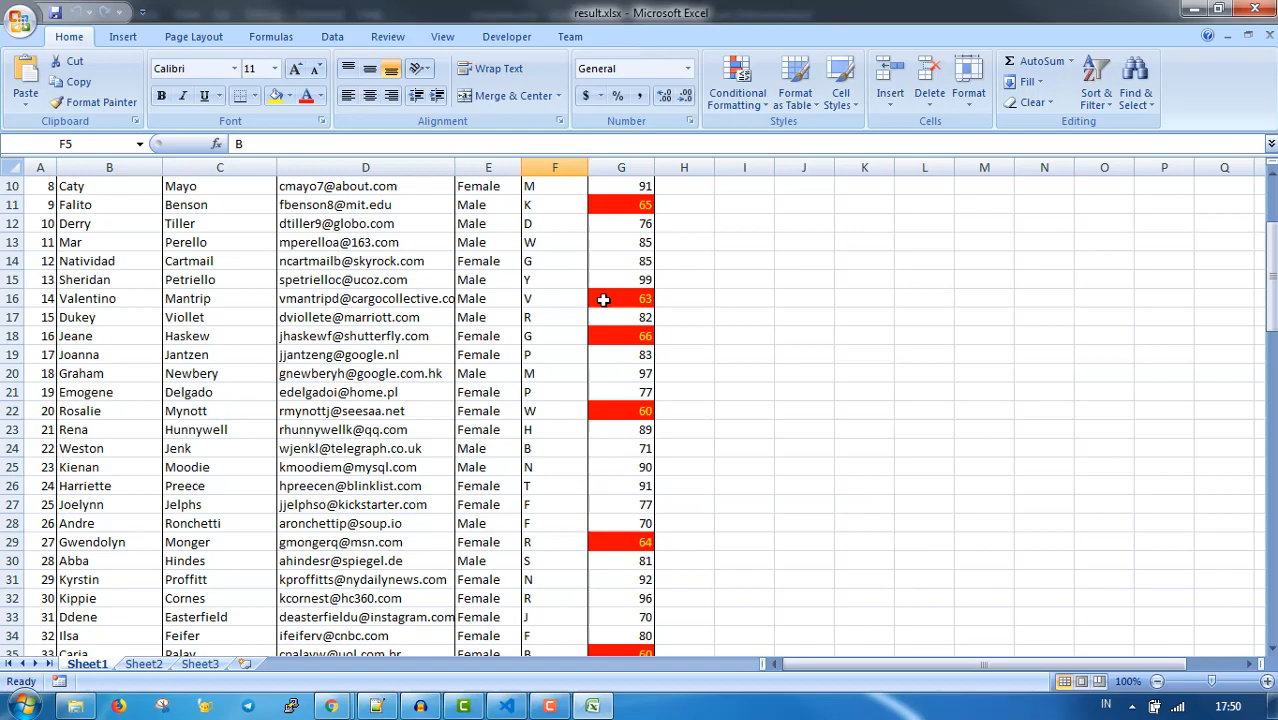 result.xlsx - Microsoft Excel
Home Insert Page Layout Formulas Data Review View Developer Team
Paste Cut Copy Format Painter Clipboard
Calibri 11 B I U A A A Font
Wrap Text Merge & Center Alignment
General $ % , Number
Conditional Formatting Format as Table Cell Styles Styles
Insert Delete Format Cells
Σ AutoSum Fill Clear Sort & Filter Find & Select Editing
F5 fx B
A B C D E F G H I J K L M N O P Q
10 8 Caty Mayo cmayo7@about.com Female M 91
11 9 Falito Benson fbenson8@mit.edu Male K 65
12 10 Derry Tiller dtiller9@globo.com Male D 76
13 11 Mar Perello mperelloa@163.com Male W 85
14 12 Natividad Cartmail ncartmailb@skyrock.com Female G 85
15 13 Sheridan Petriello spetrielloc@ucoz.com Male Y 99
16 14 Valentino Mantrip vmantripd@cargocollective.co Male V 63
17 15 Dukey Viollet dviollete@marriott.com Male R 82
18 16 Jeane Haskew jhaskewf@shutterfly.com Female G 66
19 17 Joanna Jantzen jjantzeng@google.nl Female P 83
20 18 Graham Newbery gnewberyh@google.com.hk Male M 97
21 19 Emogene Delgado edelgadoi@home.pl Female P 77
22 20 Rosalie Mynott rmynottj@seesaa.net Female W 60
23 21 Rena Hunnywell rhunnywellk@qq.com Female H 89
24 22 Weston Jenk wjenkl@telegraph.co.uk Male B 71
25 23 Kienan Moodie kmoodiem@mysql.com Male N 90
26 24 Harriette Preece hpreecen@blinklist.com Female T 91
27 25 Joelynn Jelphs jjelphso@kickstarter.com Female F 77
28 26 Andre Ronchetti aronchettip@soup.io Male F 70
29 27 Gwendolyn Monger gmongerq@msn.com Female R 64
30 28 Abba Hindes ahindesr@spiegel.de Male S 81
31 29 Kyrstin Proffitt kproffitts@nydailynews.com Female N 92
32 30 Kippie Cornes kcornest@hc360.com Female R 96
33 31 Ddene Easterfield deasterfieldu@instagram.com Female J 70
34 32 Ilsa Feifer ifeiferv@cnbc.com Female F 80
35 33 Caria Palay cpalayw@uol.com.br Female B 60
Sheet1 Sheet2 Sheet3
Ready 100%
IN 17:50